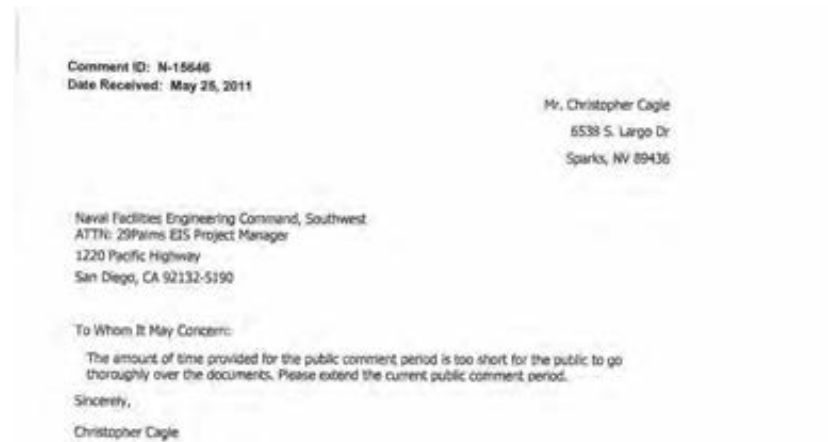 Comment ID: N-15646
Date Received: May 25, 2011
Mr. Christopher Cagle
6538 S. Largo Dr
Sparks, NV 89436
Naval Facilities Engineering Command, Southwest
ATTN: 29Palms EIS Project Manager
1220 Pacific Highway
San Diego, CA 92132-5190
To Whom It May Concern:
The amount of time provided for the public comment period is too short for the public to go
thoroughly over the documents. Please extend the current public comment period.
Sincerely,
Christopher Cagle